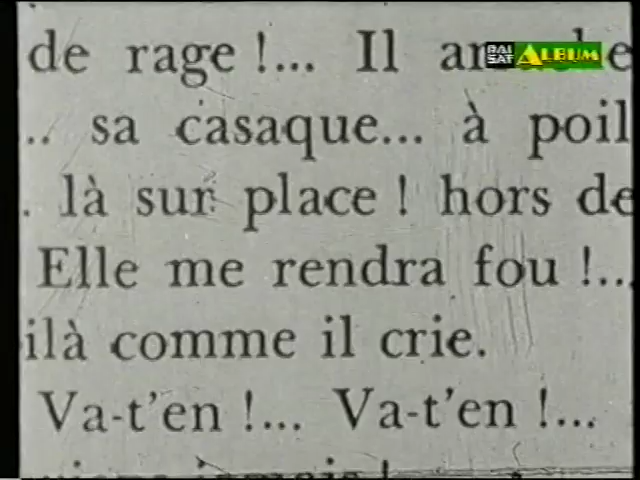 de rage !... Il
RAI SAT ALBUM
.. sa casaque... à poil
. là sur place ! hors de
Elle me rendra fou !...
ilà comme il crie.
Va-t'en !... Va-t'en !...
jamais !